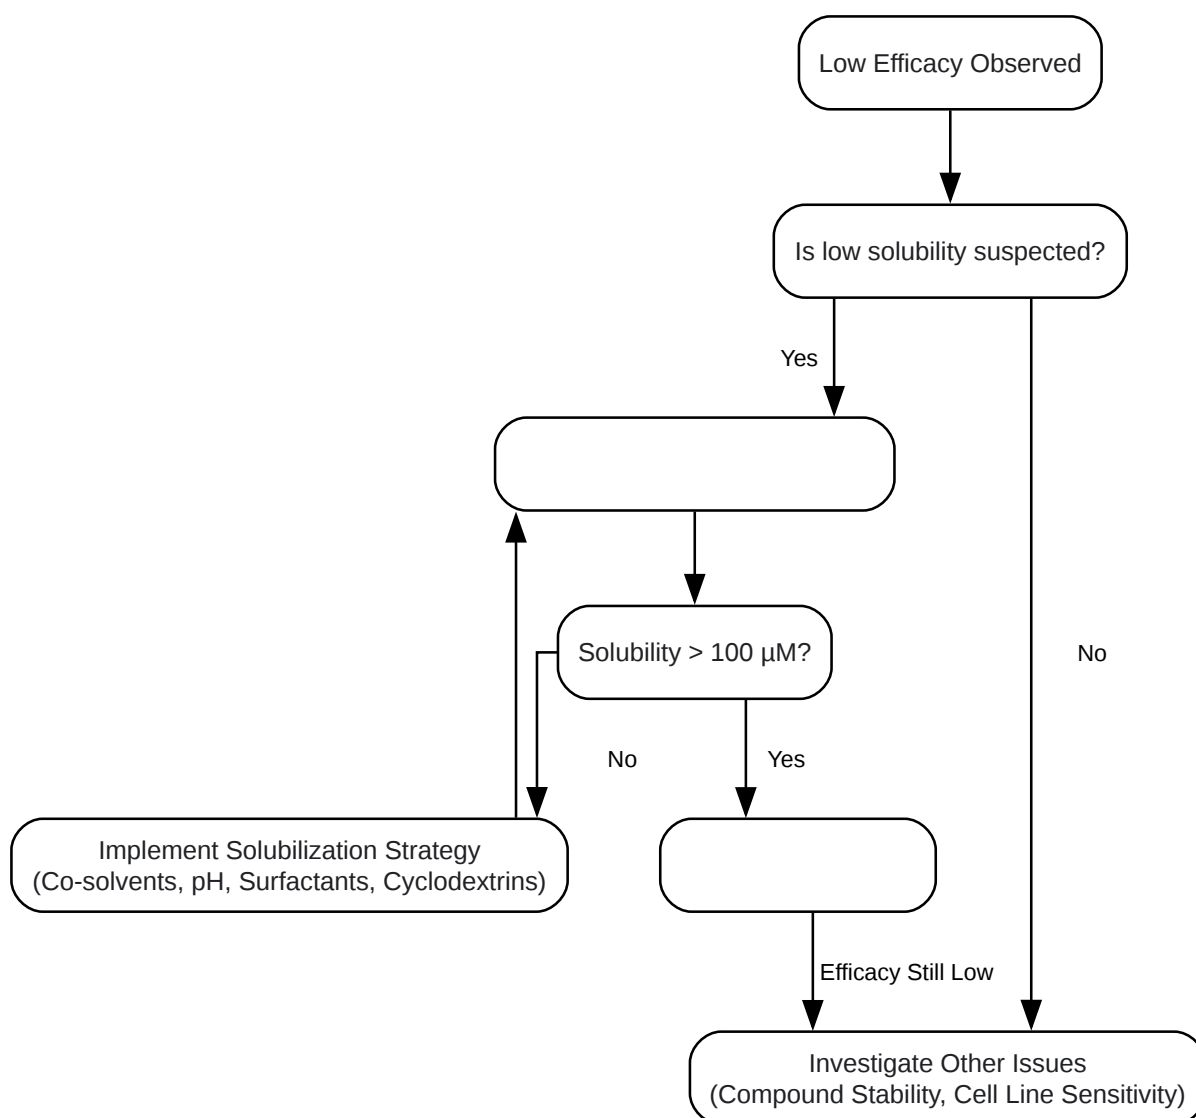 Low Efficacy Observed
Is low solubility suspected?
Yes
Solubility > 100 µM?
No
No
Yes
Implement Solubilization Strategy
(Co-solvents, pH, Surfactants, Cyclodextrins)
Efficacy Still Low
Investigate Other Issues
(Compound Stability, Cell Line Sensitivity)